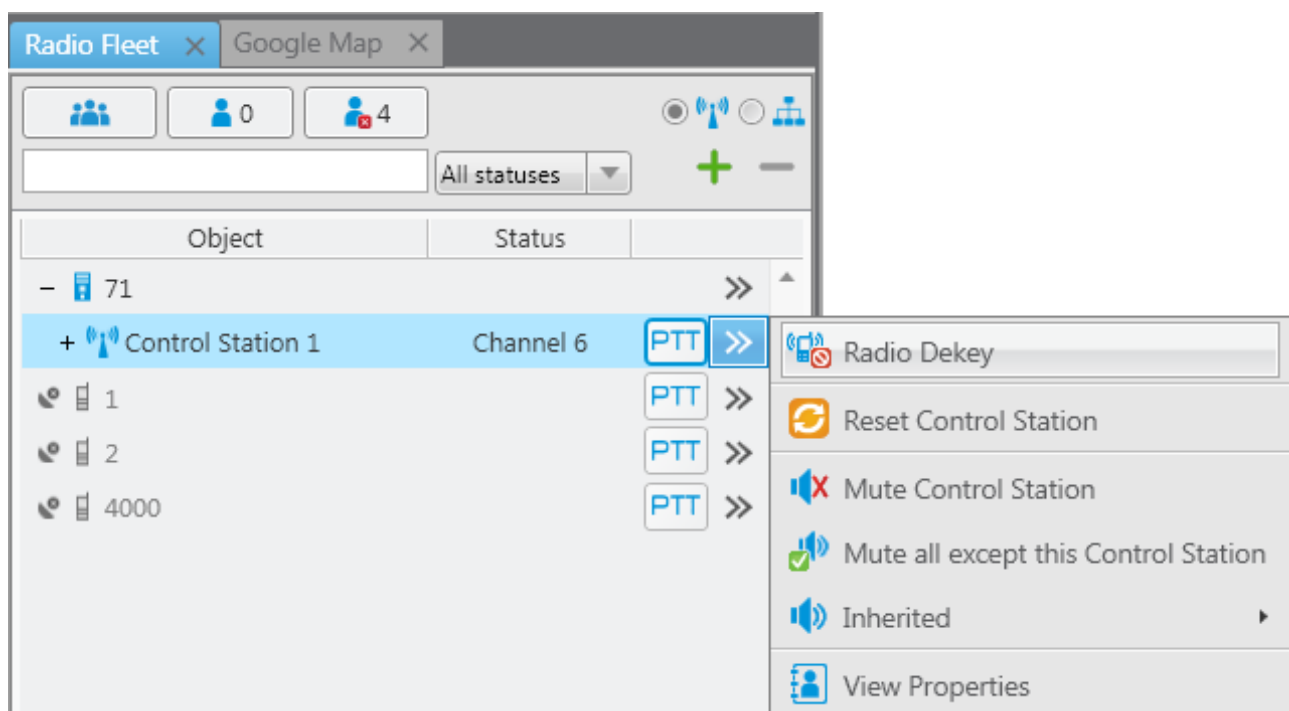 Radio Fleet
Google Map
0
4
All statuses
Object Status
71
Control Station 1 Channel 6 PTT
1 PTT
2 PTT
4000 PTT
Radio Dekey
Reset Control Station
Mute Control Station
Mute all except this Control Station
Inherited
View Properties